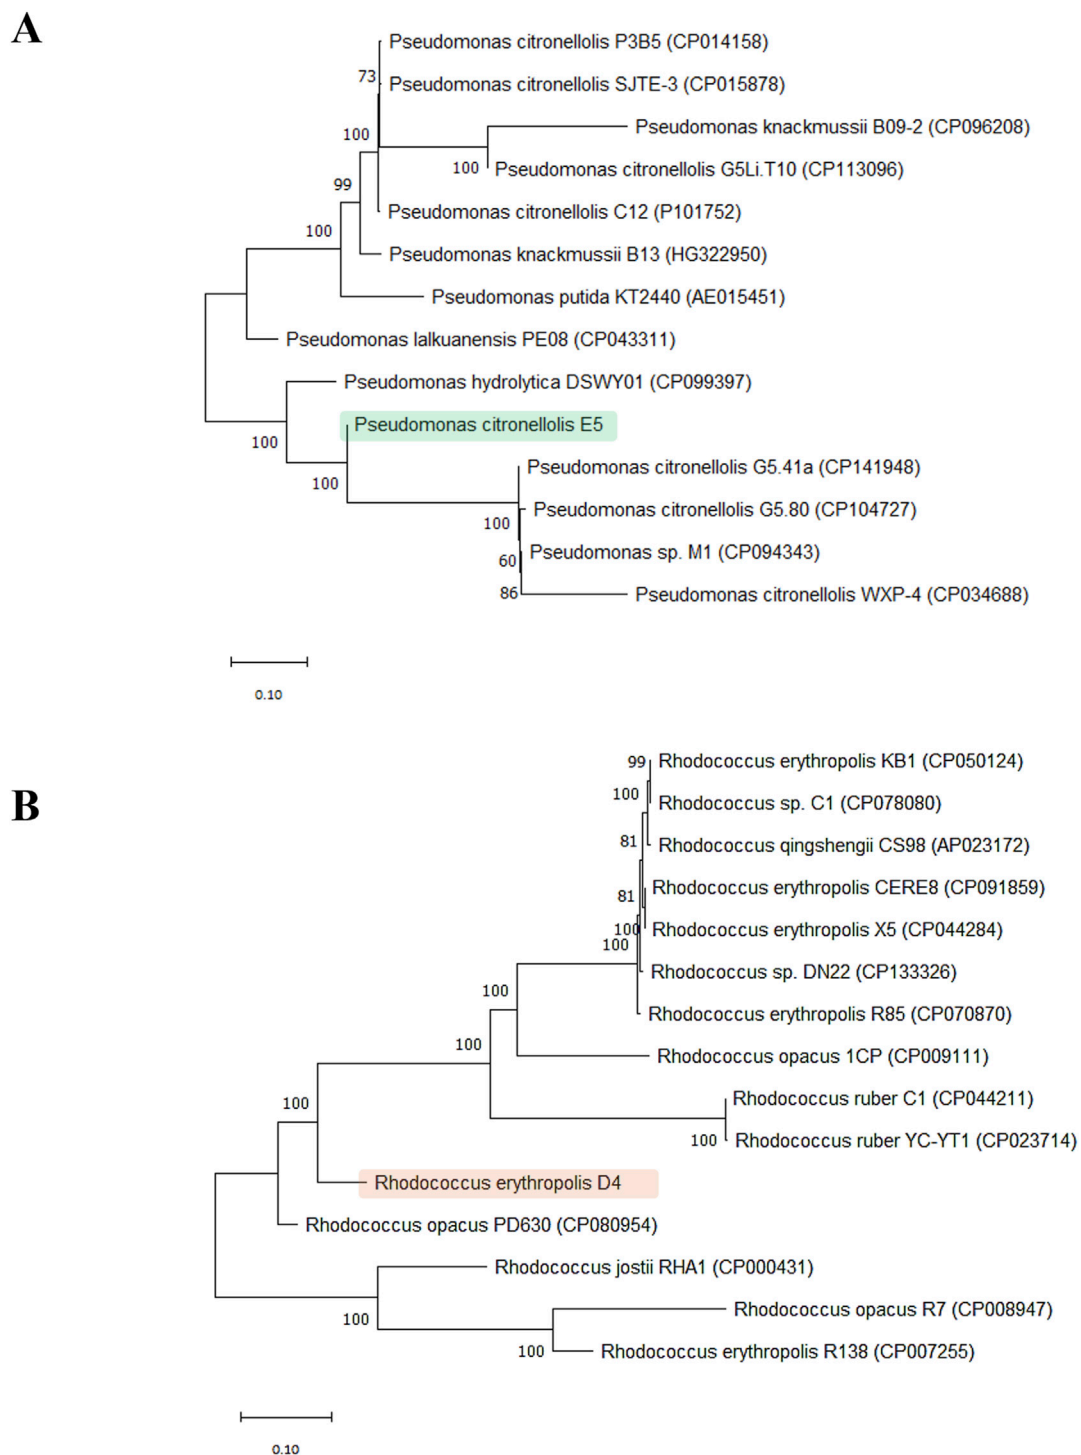 A
Pseudomonas citronellolis P3B5 (CP014158)
73
Pseudomonas citronellolis SJTE-3 (CP015878)
100
Pseudomonas knackmussii B09-2 (CP096208)
100
Pseudomonas citronellolis G5Li.T10 (CP113096)
99
Pseudomonas citronellolis C12 (P101752)
100
Pseudomonas knackmussii B13 (HG322950)
Pseudomonas putida KT2440 (AE015451)
Pseudomonas lalkuanensis PE08 (CP043311)
Pseudomonas hydrolytica DSWY01 (CP099397)
Pseudomonas citronellolis E5
100
Pseudomonas citronellolis G5.41a (CP141948)
100
Pseudomonas citronellolis G5.80 (CP104727)
100
Pseudomonas sp. M1 (CP094343)
60
86
Pseudomonas citronellolis WXP-4 (CP034688)
0.10
B
99
Rhodococcus erythropolis KB1 (CP050124)
100
Rhodococcus sp. C1 (CP078080)
81
Rhodococcus qingshengii CS98 (AP023172)
Rhodococcus erythropolis CERE8 (CP091859)
81
100
Rhodococcus erythropolis X5 (CP044284)
100
Rhodococcus sp. DN22 (CP133326)
100
Rhodococcus erythropolis R85 (CP070870)
100
Rhodococcus opacus 1CP (CP009111)
100
Rhodococcus ruber C1 (CP044211)
100
Rhodococcus ruber YC-YT1 (CP023714)
Rhodococcus erythropolis D4
Rhodococcus opacus PD630 (CP080954)
Rhodococcus jostii RHA1 (CP000431)
100
Rhodococcus opacus R7 (CP008947)
100
Rhodococcus erythropolis R138 (CP007255)
0.10